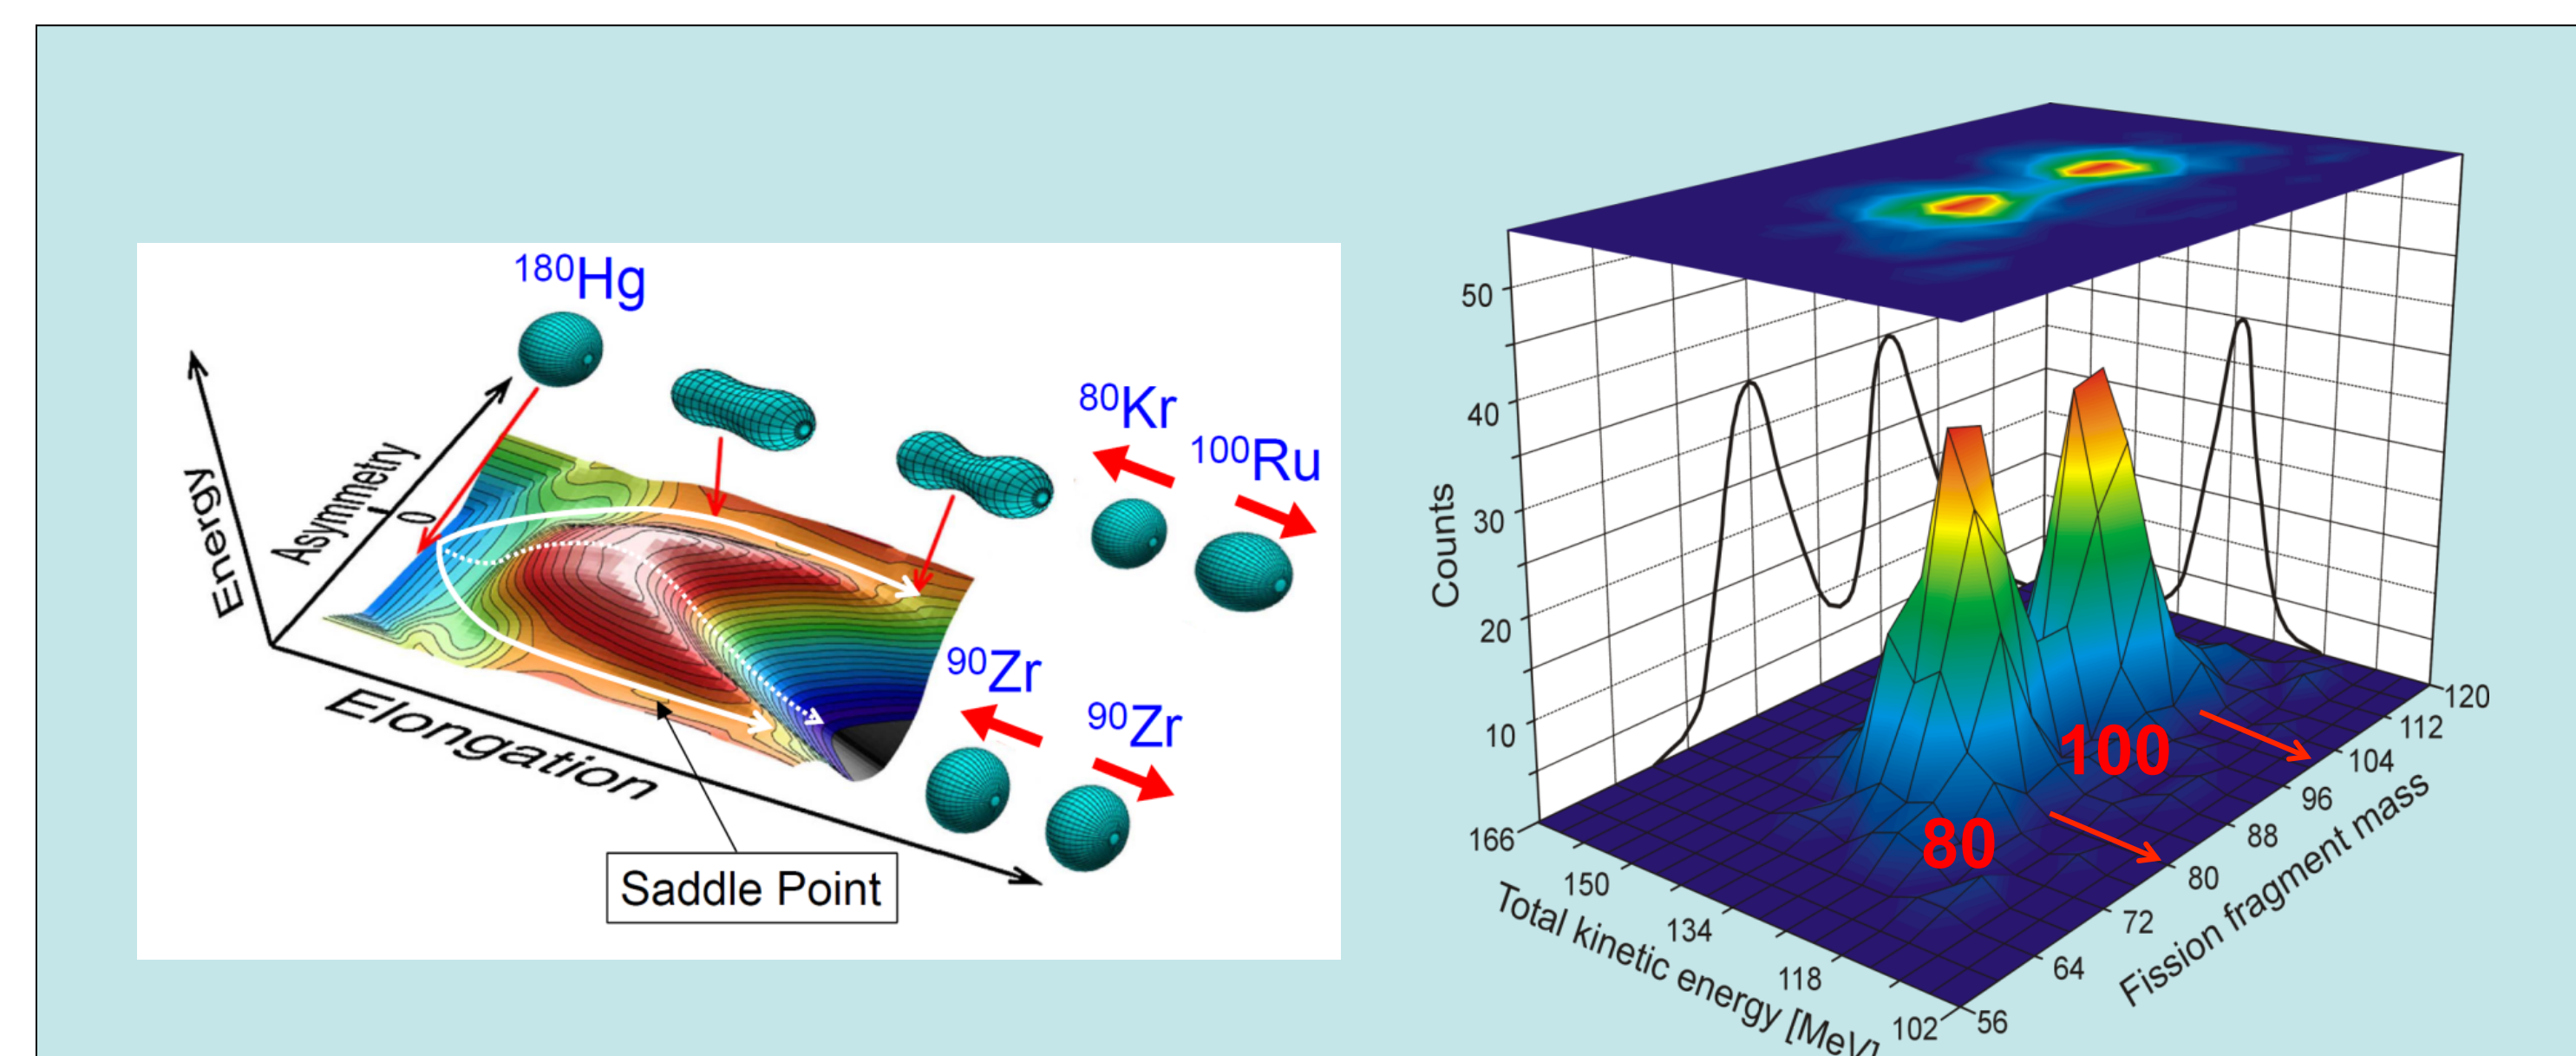 180Hg
80Kr
100Ru
Energy
Asymmetry
0
90Zr
90Zr
Elongation
Saddle Point
50
40
30
20
10
Counts
166
150
134
118
102
Total kinetic energy [MeV]
56
64
72
80
88
96
104
112
120
Fission fragment mass
100
80